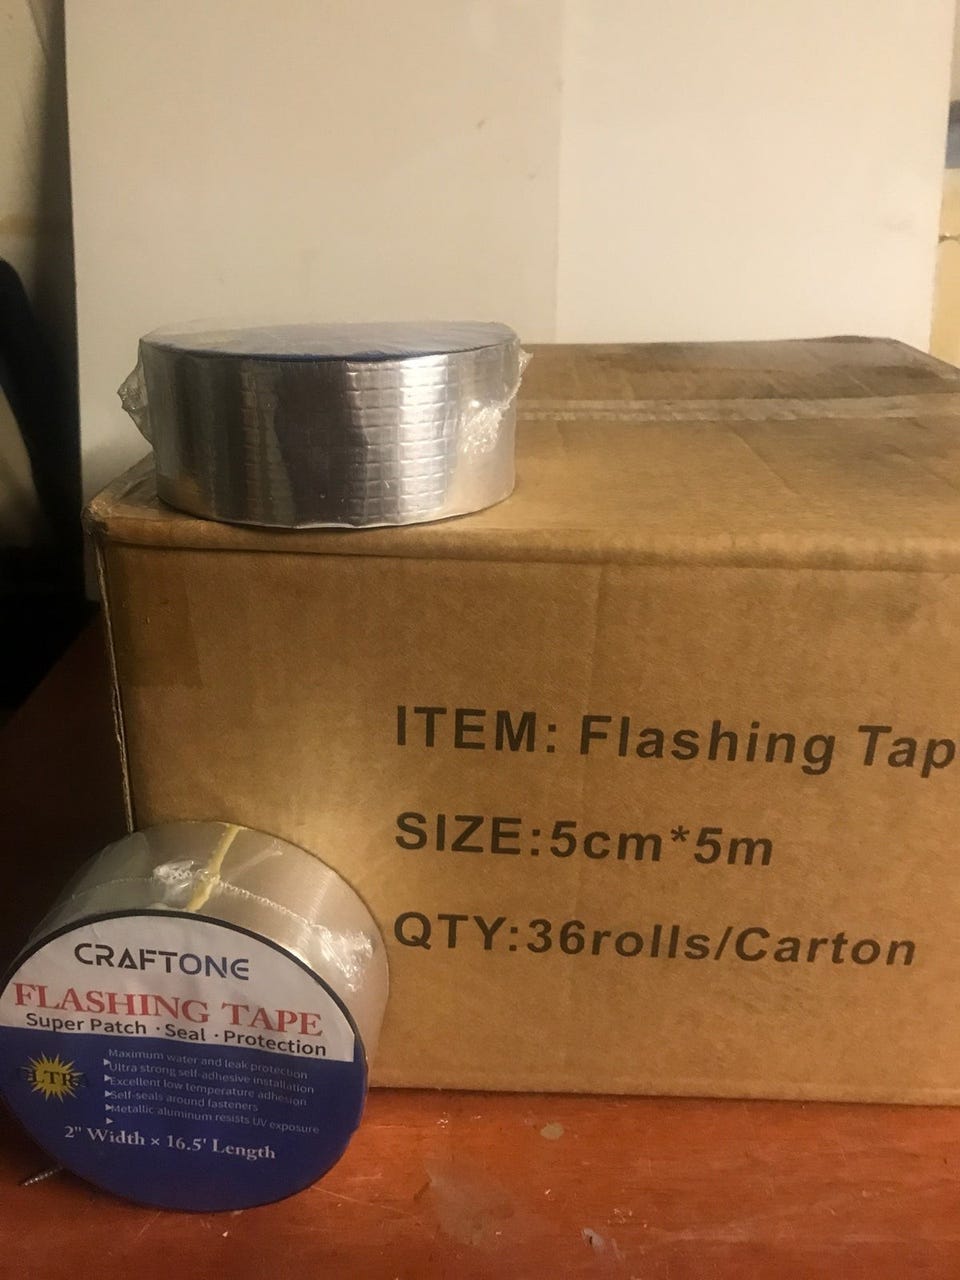 ITEM: Flashing Tap
SIZE:5cm*5m
QTY:36rolls/Carton
CRAFTONE
FLASHING TAPE
Super Patch · Seal · Protection
Maximum water and leak protection
Ultra strong self-adhesive installation
Excellent low temperature adhesion
Self-seals around fasteners
Metallic aluminum resists UV exposure
2" Width × 16.5' Length